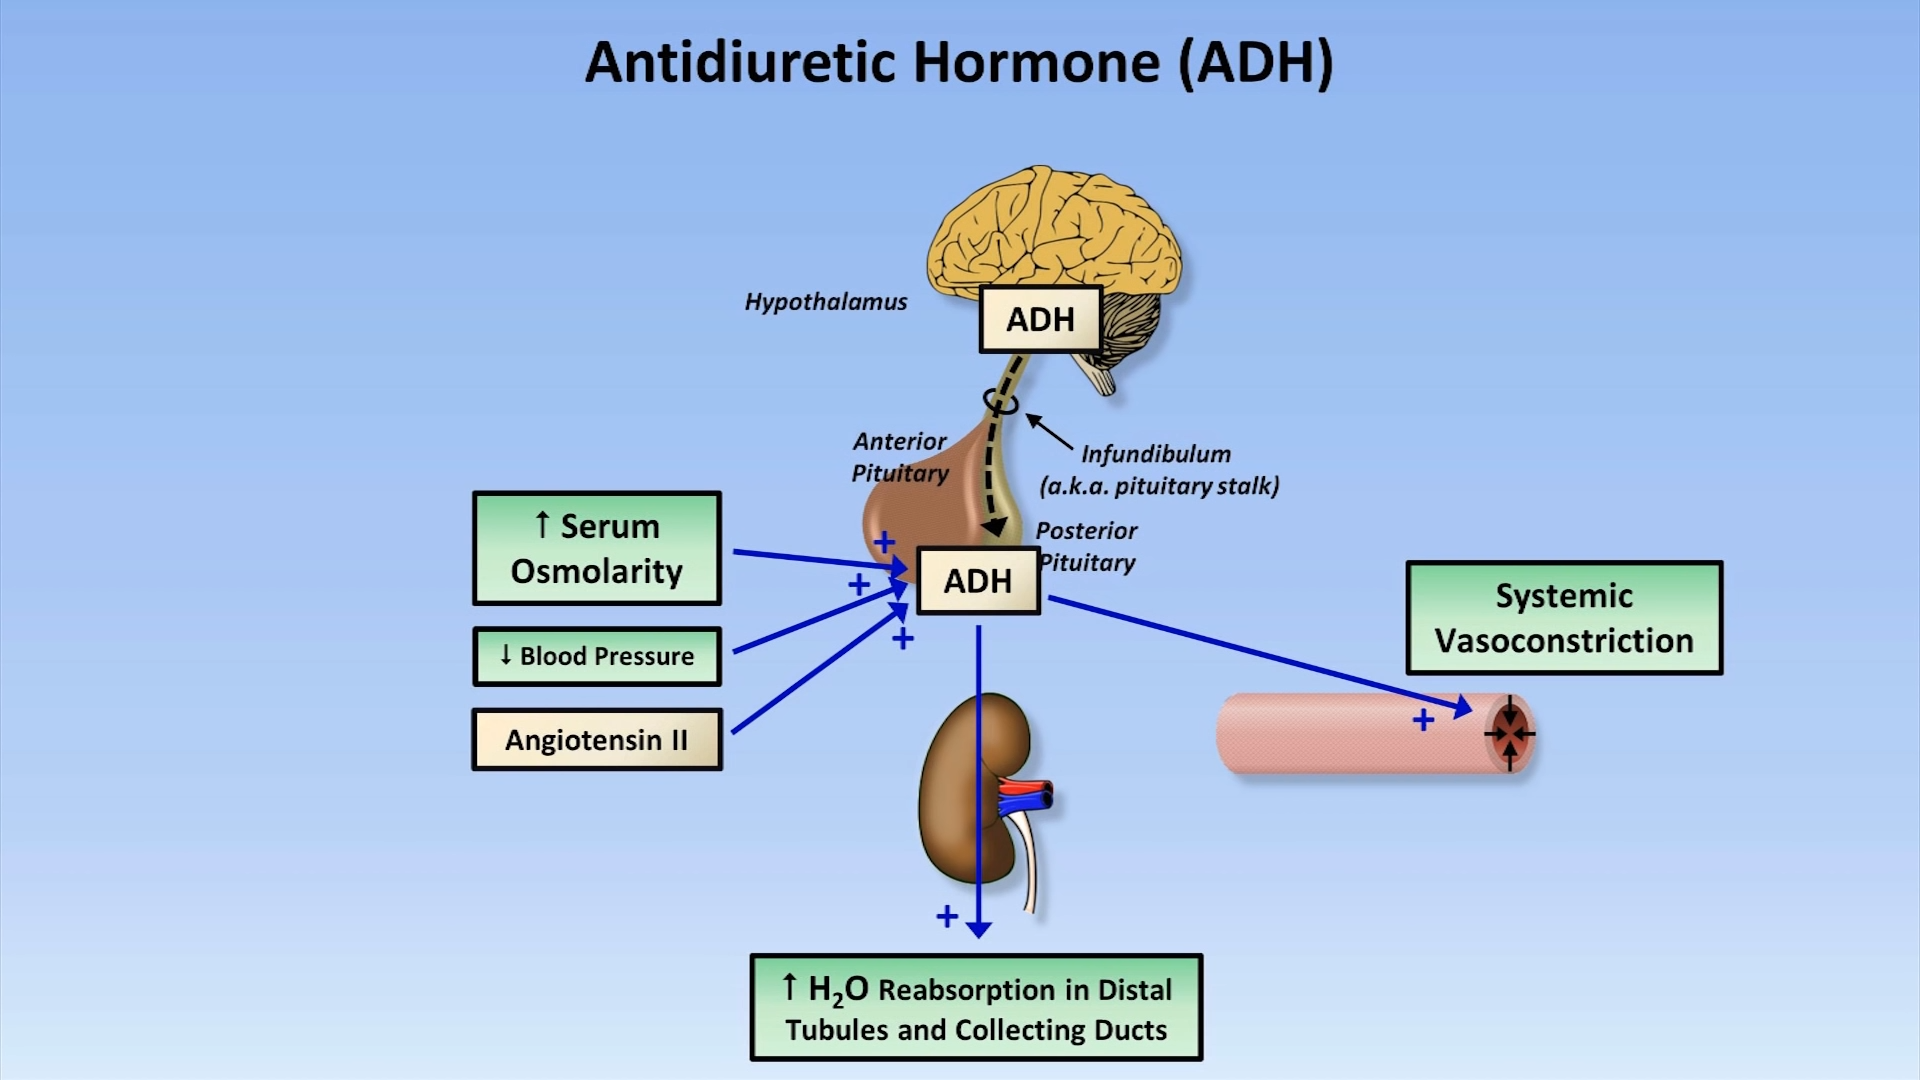 Antidiuretic Hormone (ADH)
Hypothalamus
ADH
Anterior
Pituitary
Infundibulum
(a.k.a. pituitary stalk)
Posterior
Pituitary
↑ Serum
Osmolarity
↓ Blood Pressure
Angiotensin II
+
+
+
ADH
Systemic
Vasoconstriction
+
+
↑ H₂O Reabsorption in Distal
Tubules and Collecting Ducts